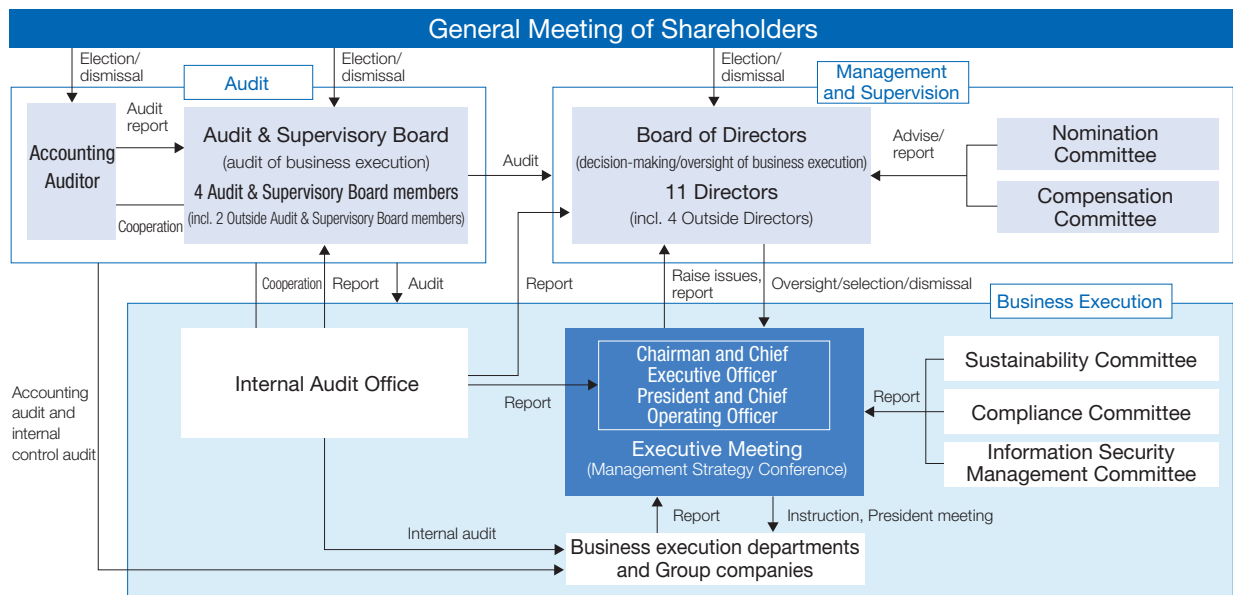 General Meeting of Shareholders
Election/
dismissal
Election/
dismissal
Election/
dismissal
Audit
Management
and Supervision
Accounting
Auditor
Audit
report
Cooperation
Audit & Supervisory Board
(audit of business execution)
4 Audit & Supervisory Board members
(incl. 2 Outside Audit & Supervisory Board members)
Audit
Board of Directors
(decision-making/oversight of business execution)
11 Directors
(incl. 4 Outside Directors)
Advise/
report
Nomination
Committee
Compensation
Committee
Cooperation
Report
Audit
Report
Raise issues,
report
Oversight/selection/dismissal
Business Execution
Internal Audit Office
Report
Chairman and Chief
Executive Officer
President and Chief
Operating Officer
Executive Meeting
(Management Strategy Conference)
Report
Sustainability Committee
Compliance Committee
Information Security
Management Committee
Accounting
audit and
internal
control audit
Internal audit
Report
Instruction, President meeting
Business execution departments
and Group companies